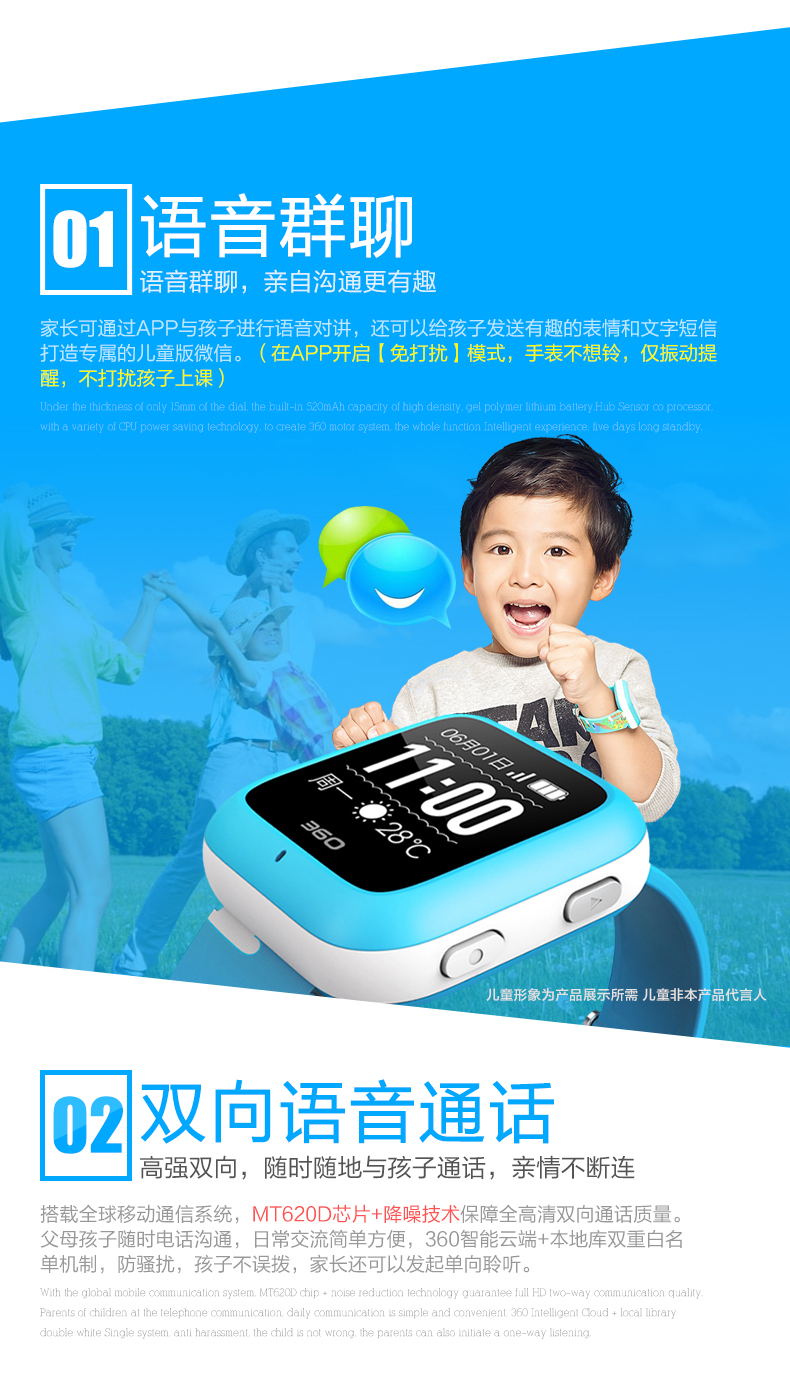 01
语音群聊
语音群聊，亲自沟通更有趣
家长可通过APP与孩子进行语音对讲，还可以给孩子发送有趣的表情和文字短信
打造专属的儿童版微信。（在APP开启【免打扰】模式，手表不想铃，仅振动提
醒，不打扰孩子上课）
Under the thickness of only 15mm of the dial, the built-in 520mAh capacity of high density, gel polymer lithium battery,Hub Sensor co processor,
with a variety of CPU power saving technology, to create 360 motor system, the whole function Intelligent experience, five days long standby.
06月01日
11:00
周一 28℃
360
儿童形象为产品展示所需 儿童非本产品代言人
02
双向语音通话
高强双向，随时随地与孩子通话，亲情不断连
搭载全球移动通信系统，MT620D芯片+降噪技术保障全高清双向通话质量。
父母孩子随时电话沟通，日常交流简单方便，360智能云端+本地库双重白名
单机制，防骚扰，孩子不误拨，家长还可以发起单向聆听。
With the global mobile communication system, MT620D chip + noise reduction technology guarantee full HD two-way communication quality.
Parents of children at the telephone communication, daily communication is simple and convenient, 360 Intelligent Cloud + local library
double white Single system, anti harassment, the child is not wrong, the parents can also initiate a one-way listening.